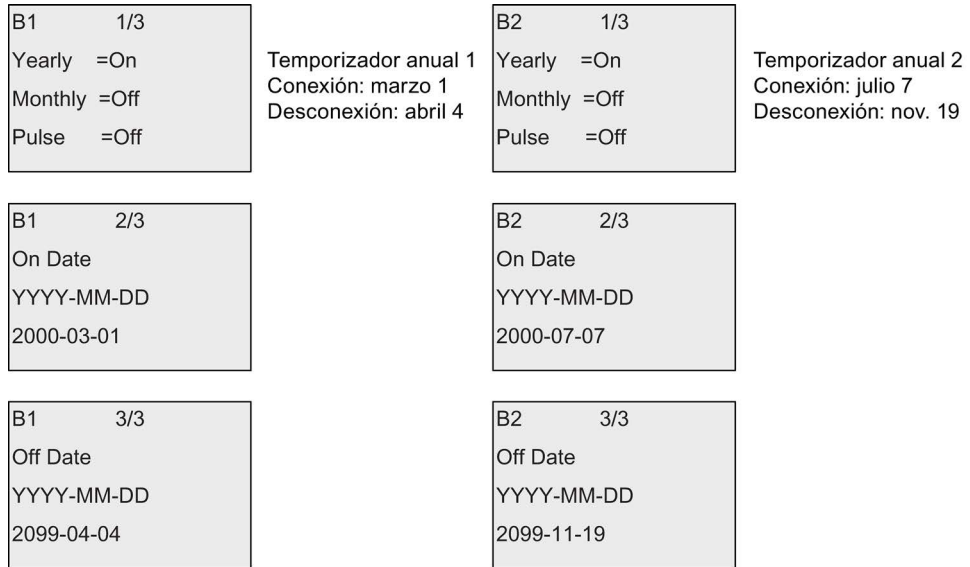 B1 1/3
Yearly =On
Monthly =Off
Pulse =Off
Temporizador anual 1
Conexión: marzo 1
Desconexión: abril 4
B2 1/3
Yearly =On
Monthly =Off
Pulse =Off
Temporizador anual 2
Conexión: julio 7
Desconexión: nov. 19
B1 2/3
On Date
YYYY-MM-DD
2000-03-01
B2 2/3
On Date
YYYY-MM-DD
2000-07-07
B1 3/3
Off Date
YYYY-MM-DD
2099-04-04
B2 3/3
Off Date
YYYY-MM-DD
2099-11-19